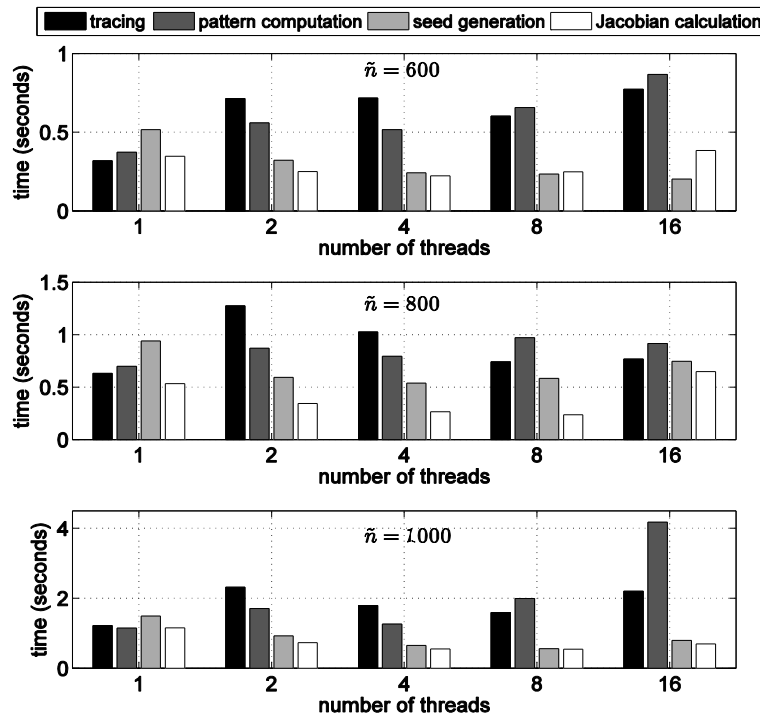 tracing pattern computation seed generation Jacobian calculation
1
ñ = 600
0.5
0
time (seconds)
1 2 4 8 16
number of threads
1.5
ñ = 800
1
0.5
0
time (seconds)
1 2 4 8 16
number of threads
4
ñ = 1000
2
0
time (seconds)
1 2 4 8 16
number of threads